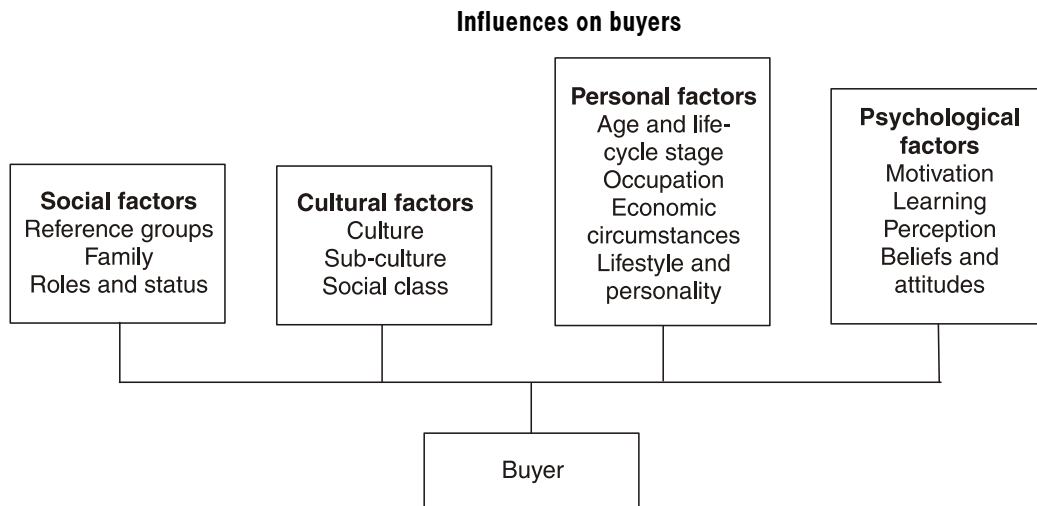 Influences on buyers
Social factors
Reference groups
Family
Roles and status
Cultural factors
Culture
Sub-culture
Social class
Personal factors
Age and life-
cycle stage
Occupation
Economic
circumstances
Lifestyle and
personality
Psychological
factors
Motivation
Learning
Perception
Beliefs and
attitudes
Buyer